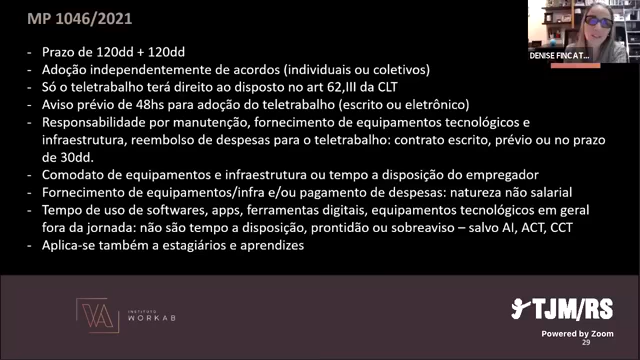 MP 1046/2021
DENISE FINCAT...
- Prazo de 120dd + 120dd
- Adoção independentemente de acordos (individuais ou coletivos)
- Só o teletrabalho terá direito ao disposto no art 62,III da CLT
- Aviso prévio de 48hs para adoção do teletrabalho (escrito ou eletrônico)
- Responsabilidade por manutenção, fornecimento de equipamentos tecnológicos e
infraestrutura, reembolso de despesas para o teletrabalho: contrato escrito, prévio ou no prazo
de 30dd.
- Comodato de equipamentos e infraestrutura ou tempo a disposição do empregador
- Fornecimento de equipamentos/infra e/ou pagamento de despesas: natureza não salarial
- Tempo de uso de softwares, apps, ferramentas digitais, equipamentos tecnológicos em geral
fora da jornada: não são tempo a disposição, prontidão ou sobreaviso – salvo AI, ACT, CCT
- Aplica-se também a estagiários e aprendizes
INSTITUTO
WORKAB
TJM/RS
Powered by Zoom
29